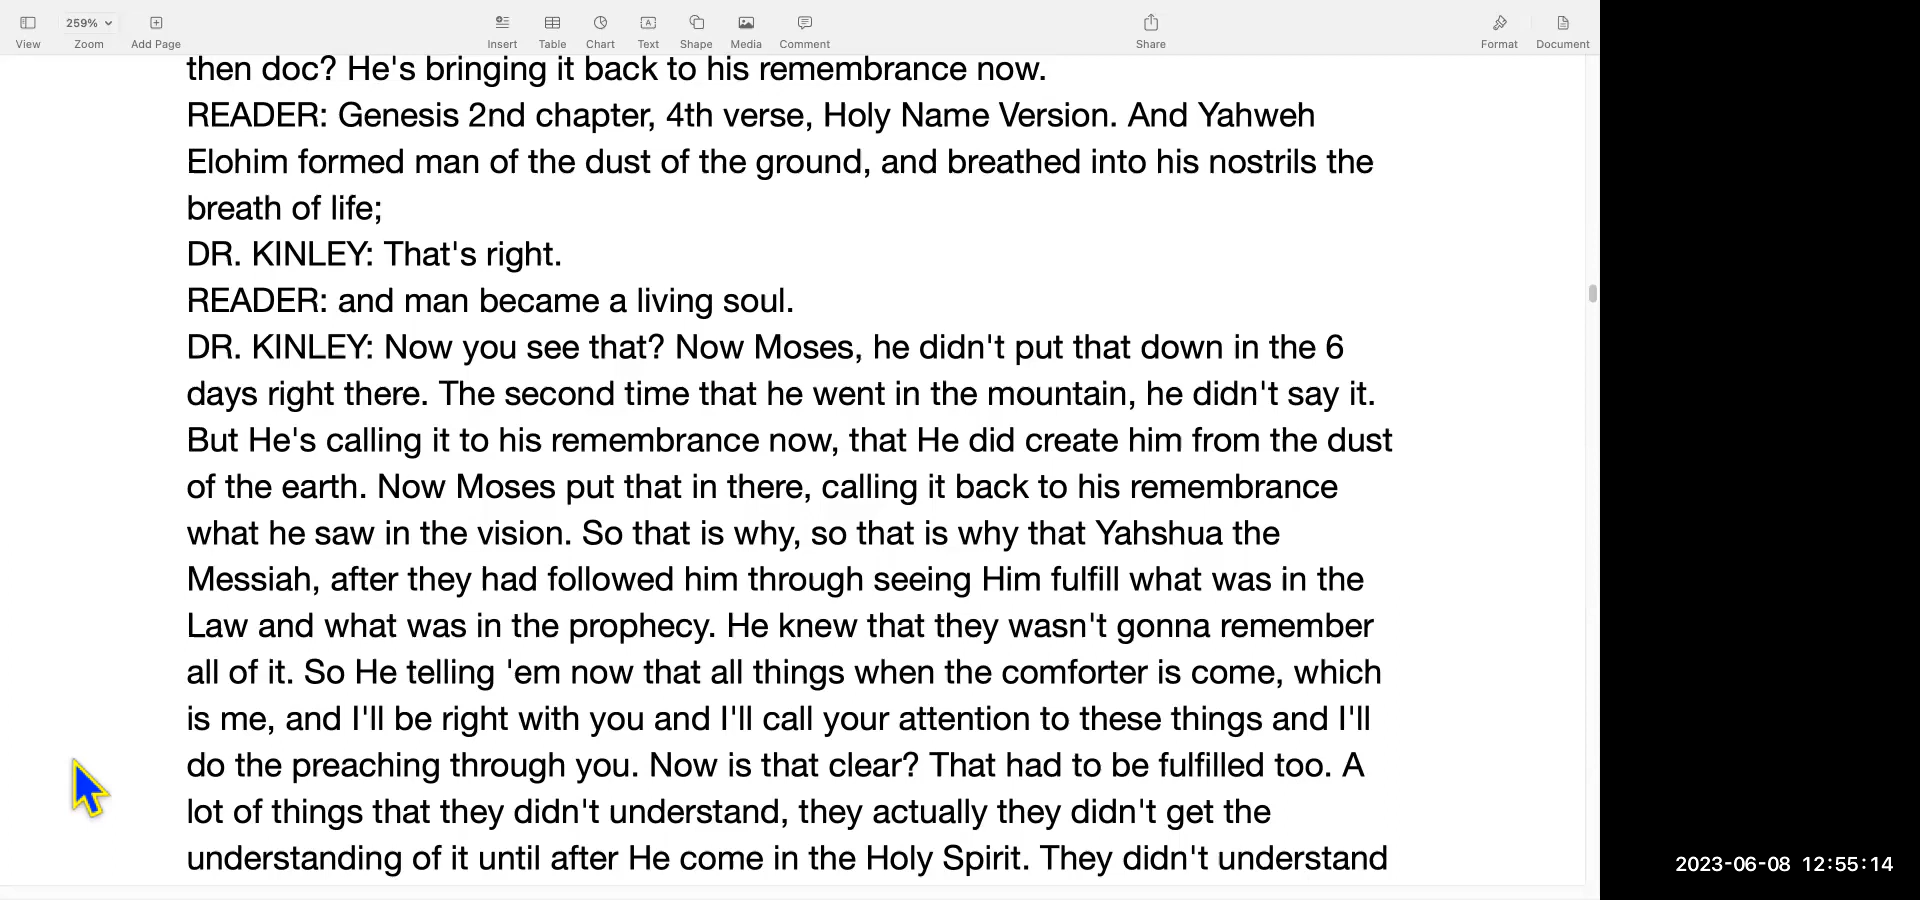 259%
View
Zoom
Add Page
Insert
Table
Chart
Text
Shape
Media
Comment
Share
Format
Document
then doc? He's bringing it back to his remembrance now.
READER: Genesis 2nd chapter, 4th verse, Holy Name Version. And Yahweh
Elohim formed man of the dust of the ground, and breathed into his nostrils the
breath of life;
DR. KINLEY: That's right.
READER: and man became a living soul.
DR. KINLEY: Now you see that? Now Moses, he didn't put that down in the 6
days right there. The second time that he went in the mountain, he didn't say it.
But He's calling it to his remembrance now, that He did create him from the dust
of the earth. Now Moses put that in there, calling it back to his remembrance
what he saw in the vision. So that is why, so that is why that Yahshua the
Messiah, after they had followed him through seeing Him fulfill what was in the
Law and what was in the prophecy. He knew that they wasn't gonna remember
all of it. So He telling 'em now that all things when the comforter is come, which
is me, and I'll be right with you and I'll call your attention to these things and I'll
do the preaching through you. Now is that clear? That had to be fulfilled too. A
lot of things that they didn't understand, they actually they didn't get the
understanding of it until after He come in the Holy Spirit. They didn't understand
2023-06-08 12:55:14